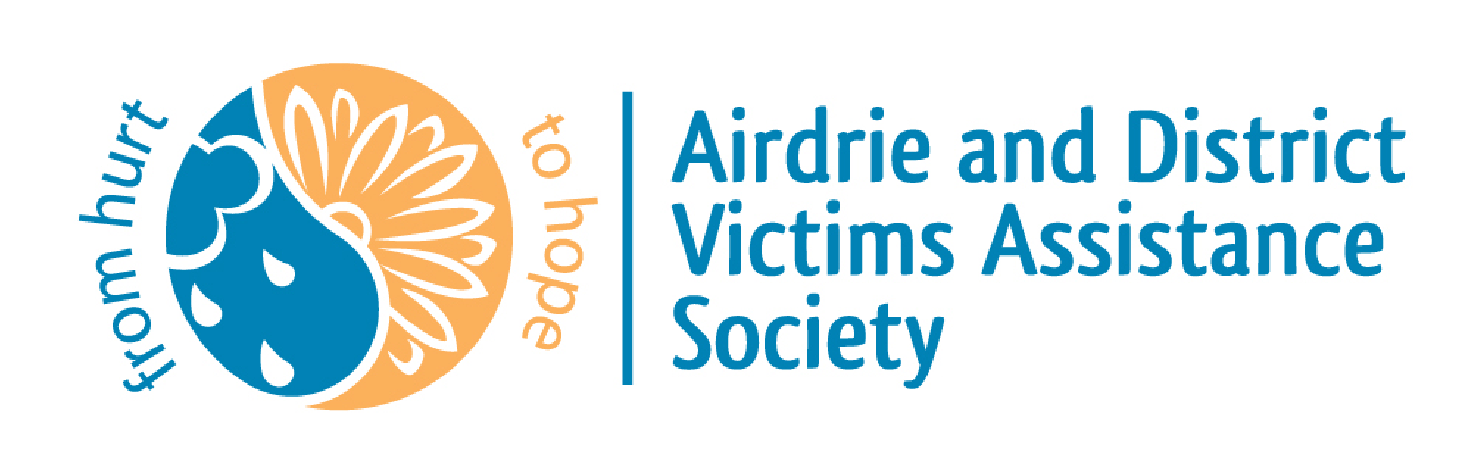 from hurt
to hope
Airdrie and District
Victims Assistance
Society